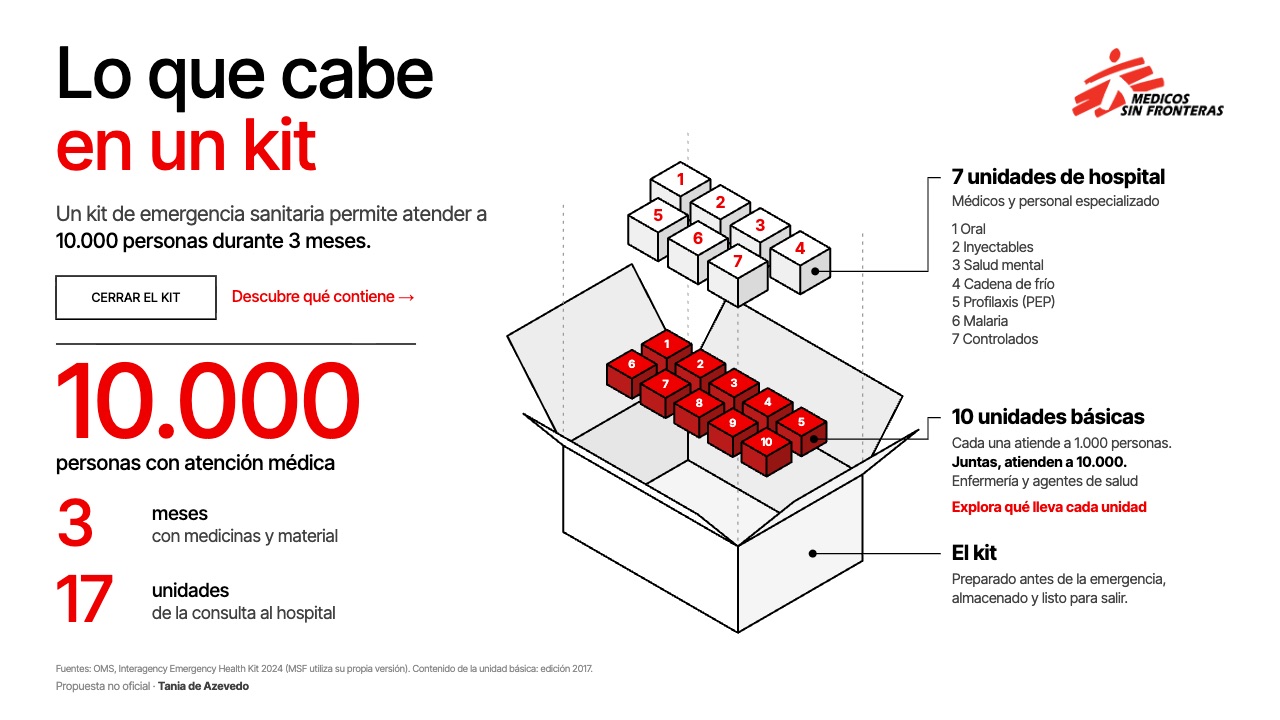 Lo que cabe
en un kit
Un kit de emergencia sanitaria permite atender a
10.000 personas durante 3 meses.
CERRAR EL KIT
Descubre qué contiene →
10.000
personas con atención médica
3
meses
con medicinas y material
17
unidades
de la consulta al hospital
Fuentes: OMS, Interagency Emergency Health Kit 2024 (MSF utiliza su propia versión). Contenido de la unidad básica: edición 2017.
Propuesta no oficial · Tania de Azevedo
1
2
3
4
5
6
7
1
2
3
4
5
6
7
8
9
10
MEDICOS
SIN FRONTERAS
7 unidades de hospital
Médicos y personal especializado
1 Oral
2 Inyectables
3 Salud mental
4 Cadena de frío
5 Profilaxis (PEP)
6 Malaria
7 Controlados
10 unidades básicas
Cada una atiende a 1.000 personas.
Juntas, atienden a 10.000.
Enfermería y agentes de salud
Explora qué lleva cada unidad
El kit
Preparado antes de la emergencia,
almacenado y listo para salir.